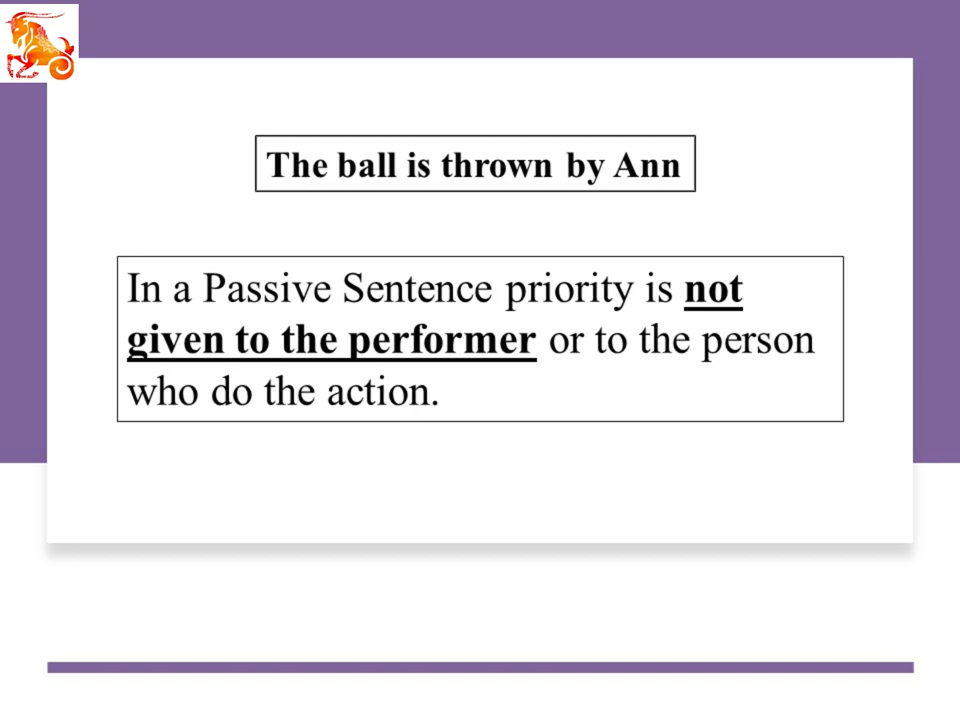 The ball is thrown by Ann
In a Passive Sentence priority is not
given to the performer or to the person
who do the action.